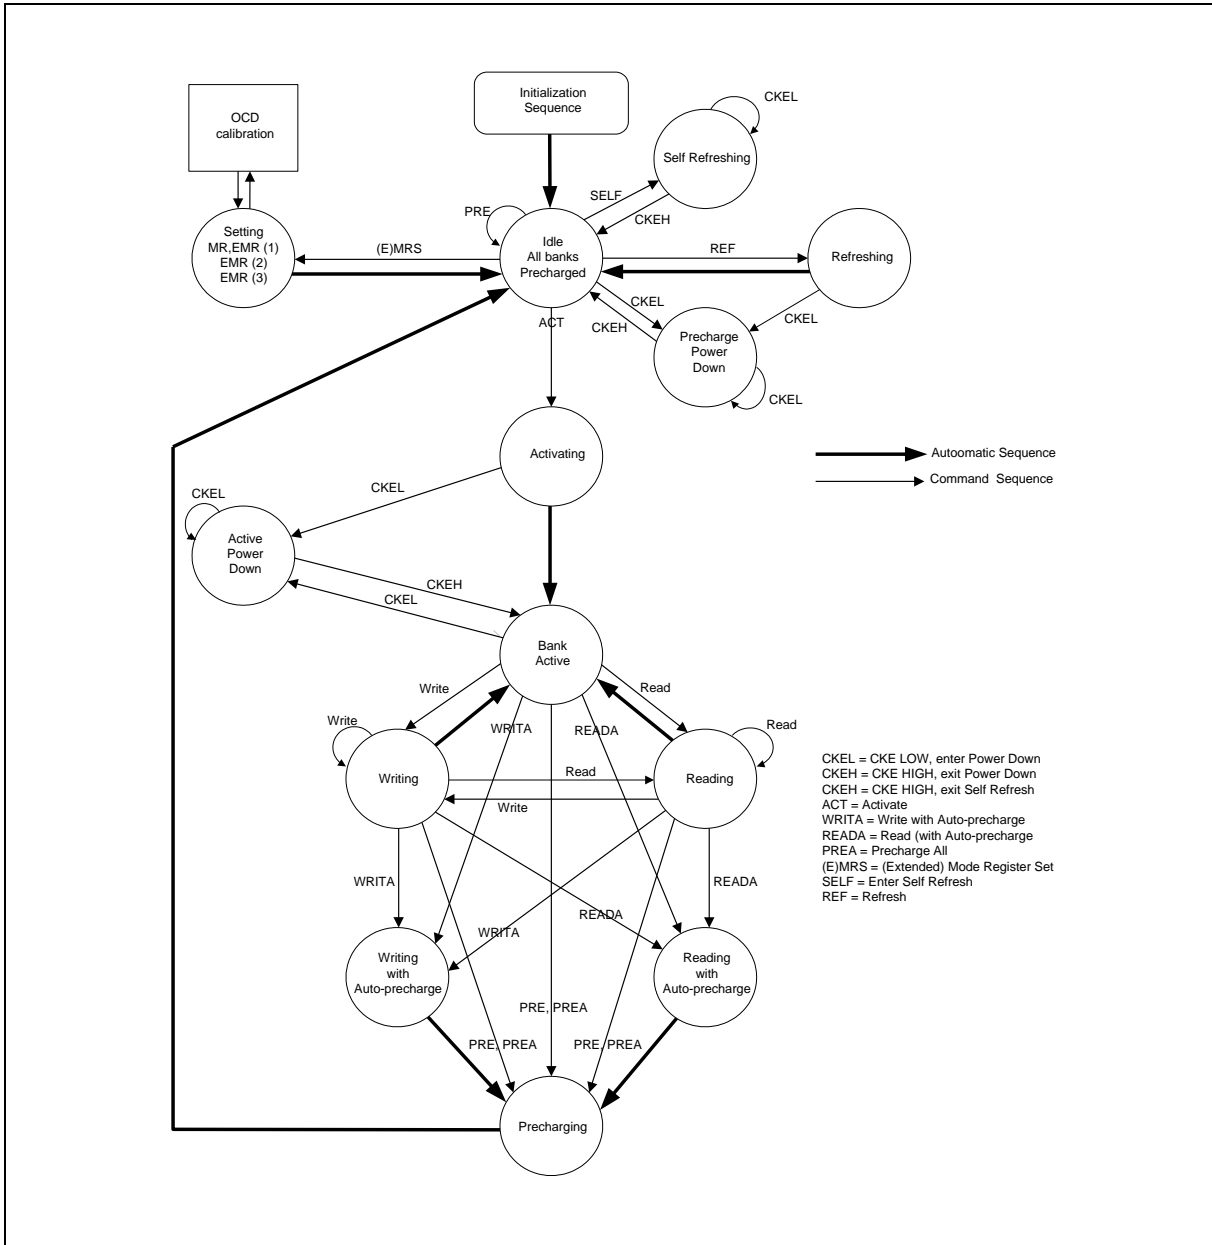 Initialization
Sequence
OCD
calibration
CKEL
Self Refreshing
SELF
CKEH
PRE
Setting
MR,EMR (1)
EMR (2)
EMR (3)
(E)MRS
Idle
All banks
Precharged
REF
Refreshing
CKEL
CKEH
CKEL
ACT
Precharge
Power
Down
CKEL
Activating
Autoomatic Sequence
Command Sequence
CKEL
CKEL
Active
Power
Down
CKEH
CKEL
Bank
Active
Write
Read
Write
WRITA
READA
Read
Writing
Read
Reading
Write
CKEL = CKE LOW, enter Power Down
CKEH = CKE HIGH, exit Power Down
CKEH = CKE HIGH, exit Self Refresh
ACT = Activate
WRITA = Write with Auto-precharge
READA = Read (with Auto-precharge
PREA = Precharge All
(E)MRS = (Extended) Mode Register Set
SELF = Enter Self Refresh
REF = Refresh
WRITA
READA
READA
WRITA
Writing
with
Auto-precharge
Reading
with
Auto-precharge
PRE, PREA
PRE, PREA
PRE, PREA
Precharging